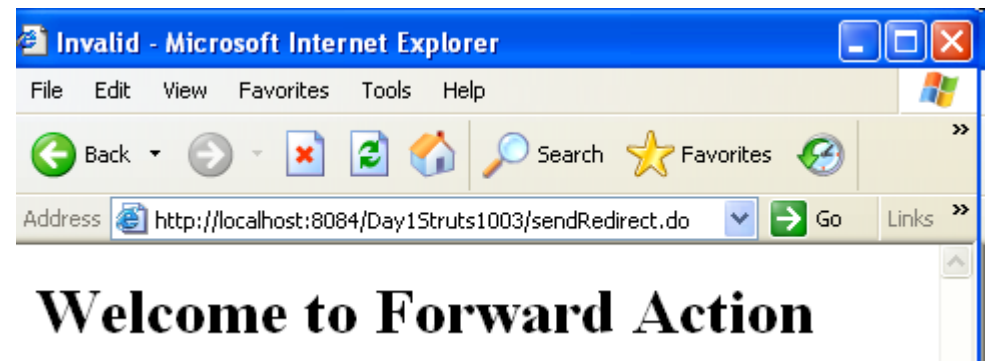 Invalid - Microsoft Internet Explorer
File Edit View Favorites Tools Help
Back Search Favorites »
Address http://localhost:8084/Day1Struts1003/sendRedirect.do Go Links »
Welcome to Forward Action